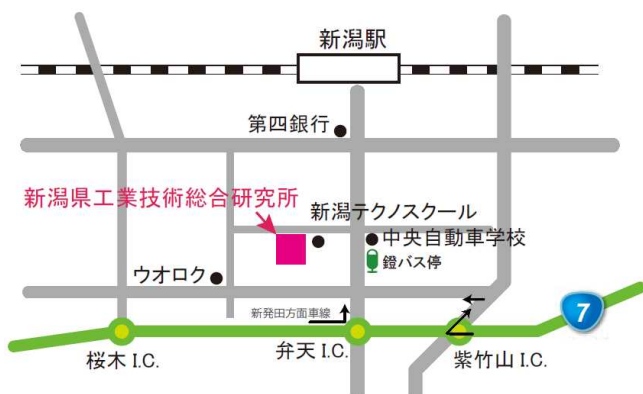 新潟駅
第四銀行
新潟県工業技術総合研究所
新潟テクノスクール
中央自動車学校
鐙バス停
ウオロク
新発田方面車線
7
桜木 I.C.
弁天 I.C.
紫竹山 I.C.